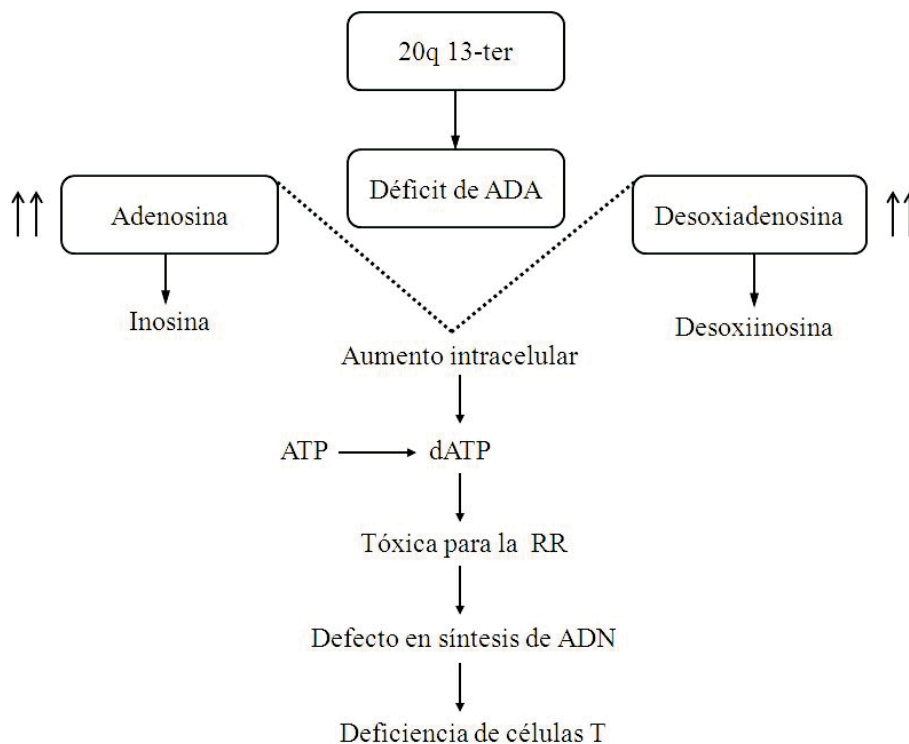 20q 13-ter
Déficit de ADA
Adenosina
Desoxiadenosina
Inosina
Desoxiinosina
Aumento intracelular
ATP
dATP
Tóxica para la RR
Defecto en síntesis de ADN
Deficiencia de células T